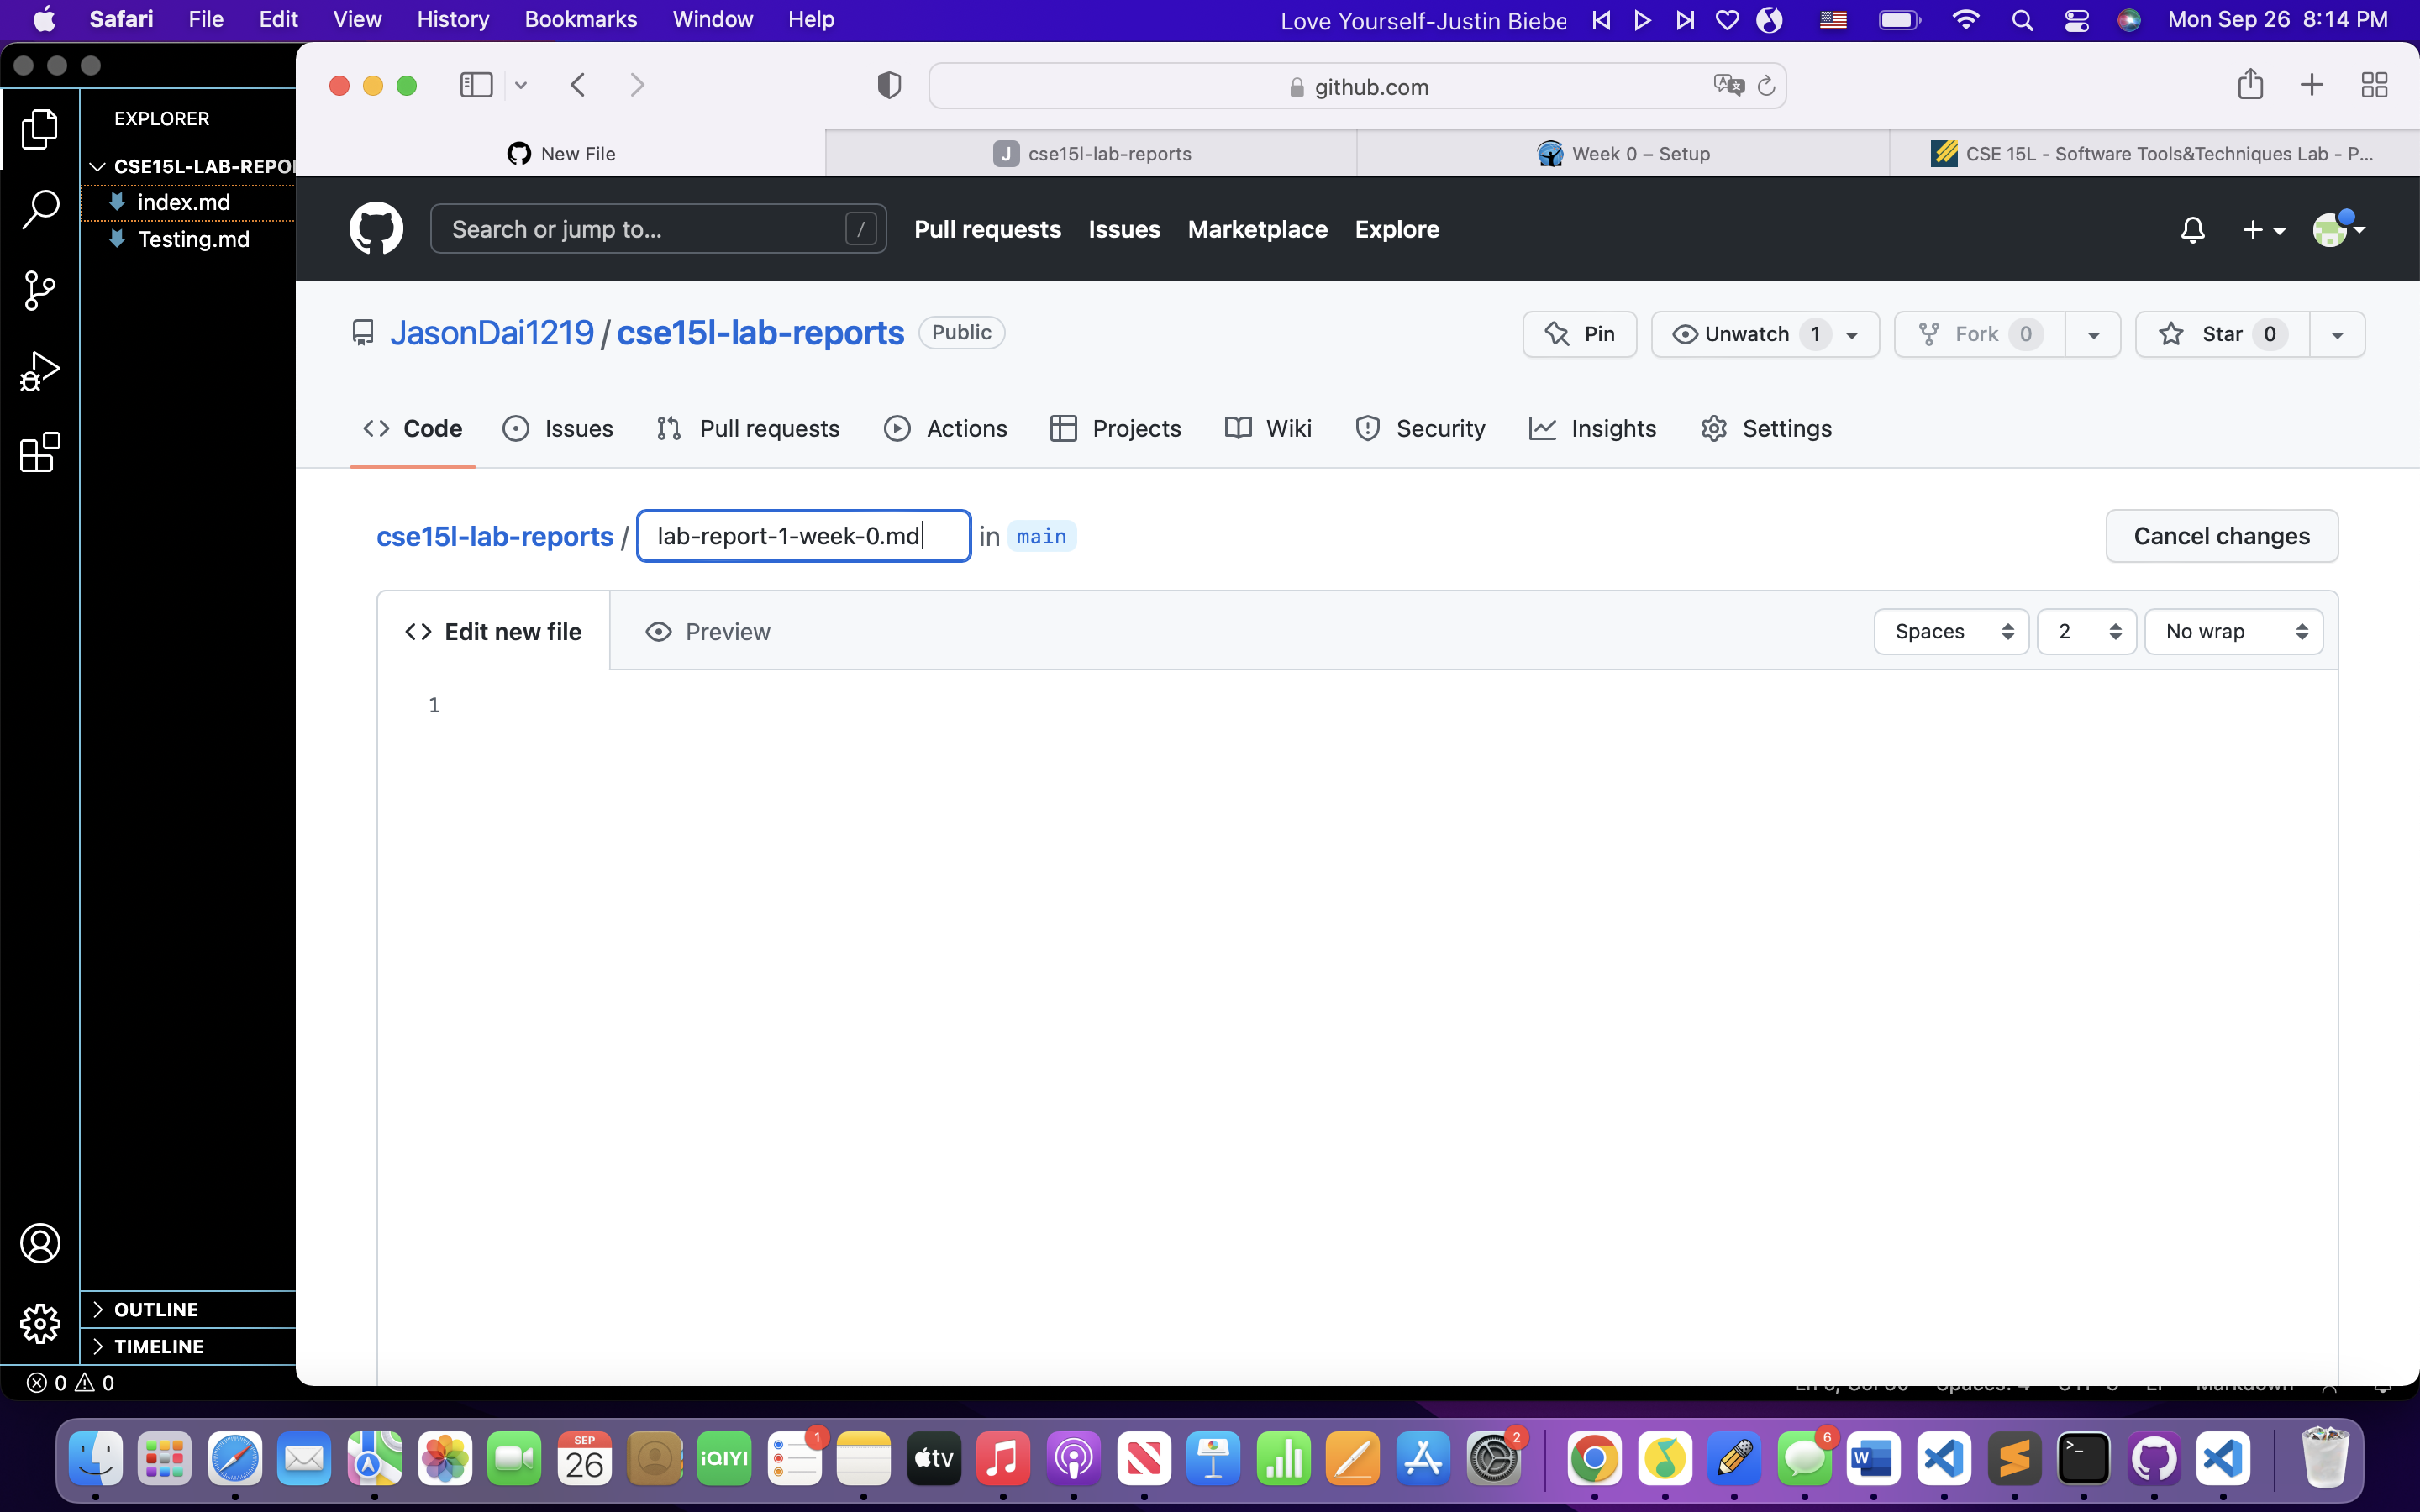 Safari File Edit View History Bookmarks Window Help Love Yourself-Justin Biebe Mon Sep 26 8:14 PM
github.com
EXPLORER
New File
J cse15l-lab-reports
Week 0 – Setup
CSE 15L - Software Tools&Techniques Lab - P...
CSE15L-LAB-REPOI
index.md
Testing.md
Search or jump to... /
Pull requests Issues Marketplace Explore
JasonDai1219 / cse15l-lab-reports Public
Pin Unwatch 1 Fork 0 Star 0
Code Issues Pull requests Actions Projects Wiki Security Insights Settings
cse15l-lab-reports / lab-report-1-week-0.md in main Cancel changes
Edit new file Preview Spaces 2 No wrap
1
OUTLINE
TIMELINE
0 0
SEP
26
iQIYI
1
tv
2
6
W
>_